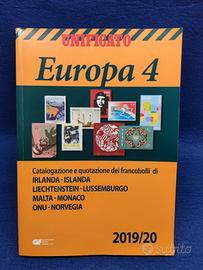 UNIFICATO
Europa 4
Catalogazione e quotazione dei francobolli di
IRLANDA - ISLANDA
LIECHTENSTEIN - LUSSEMBURGO
MALTA - MONACO
ONU - NORVEGIA
2019/20
subito